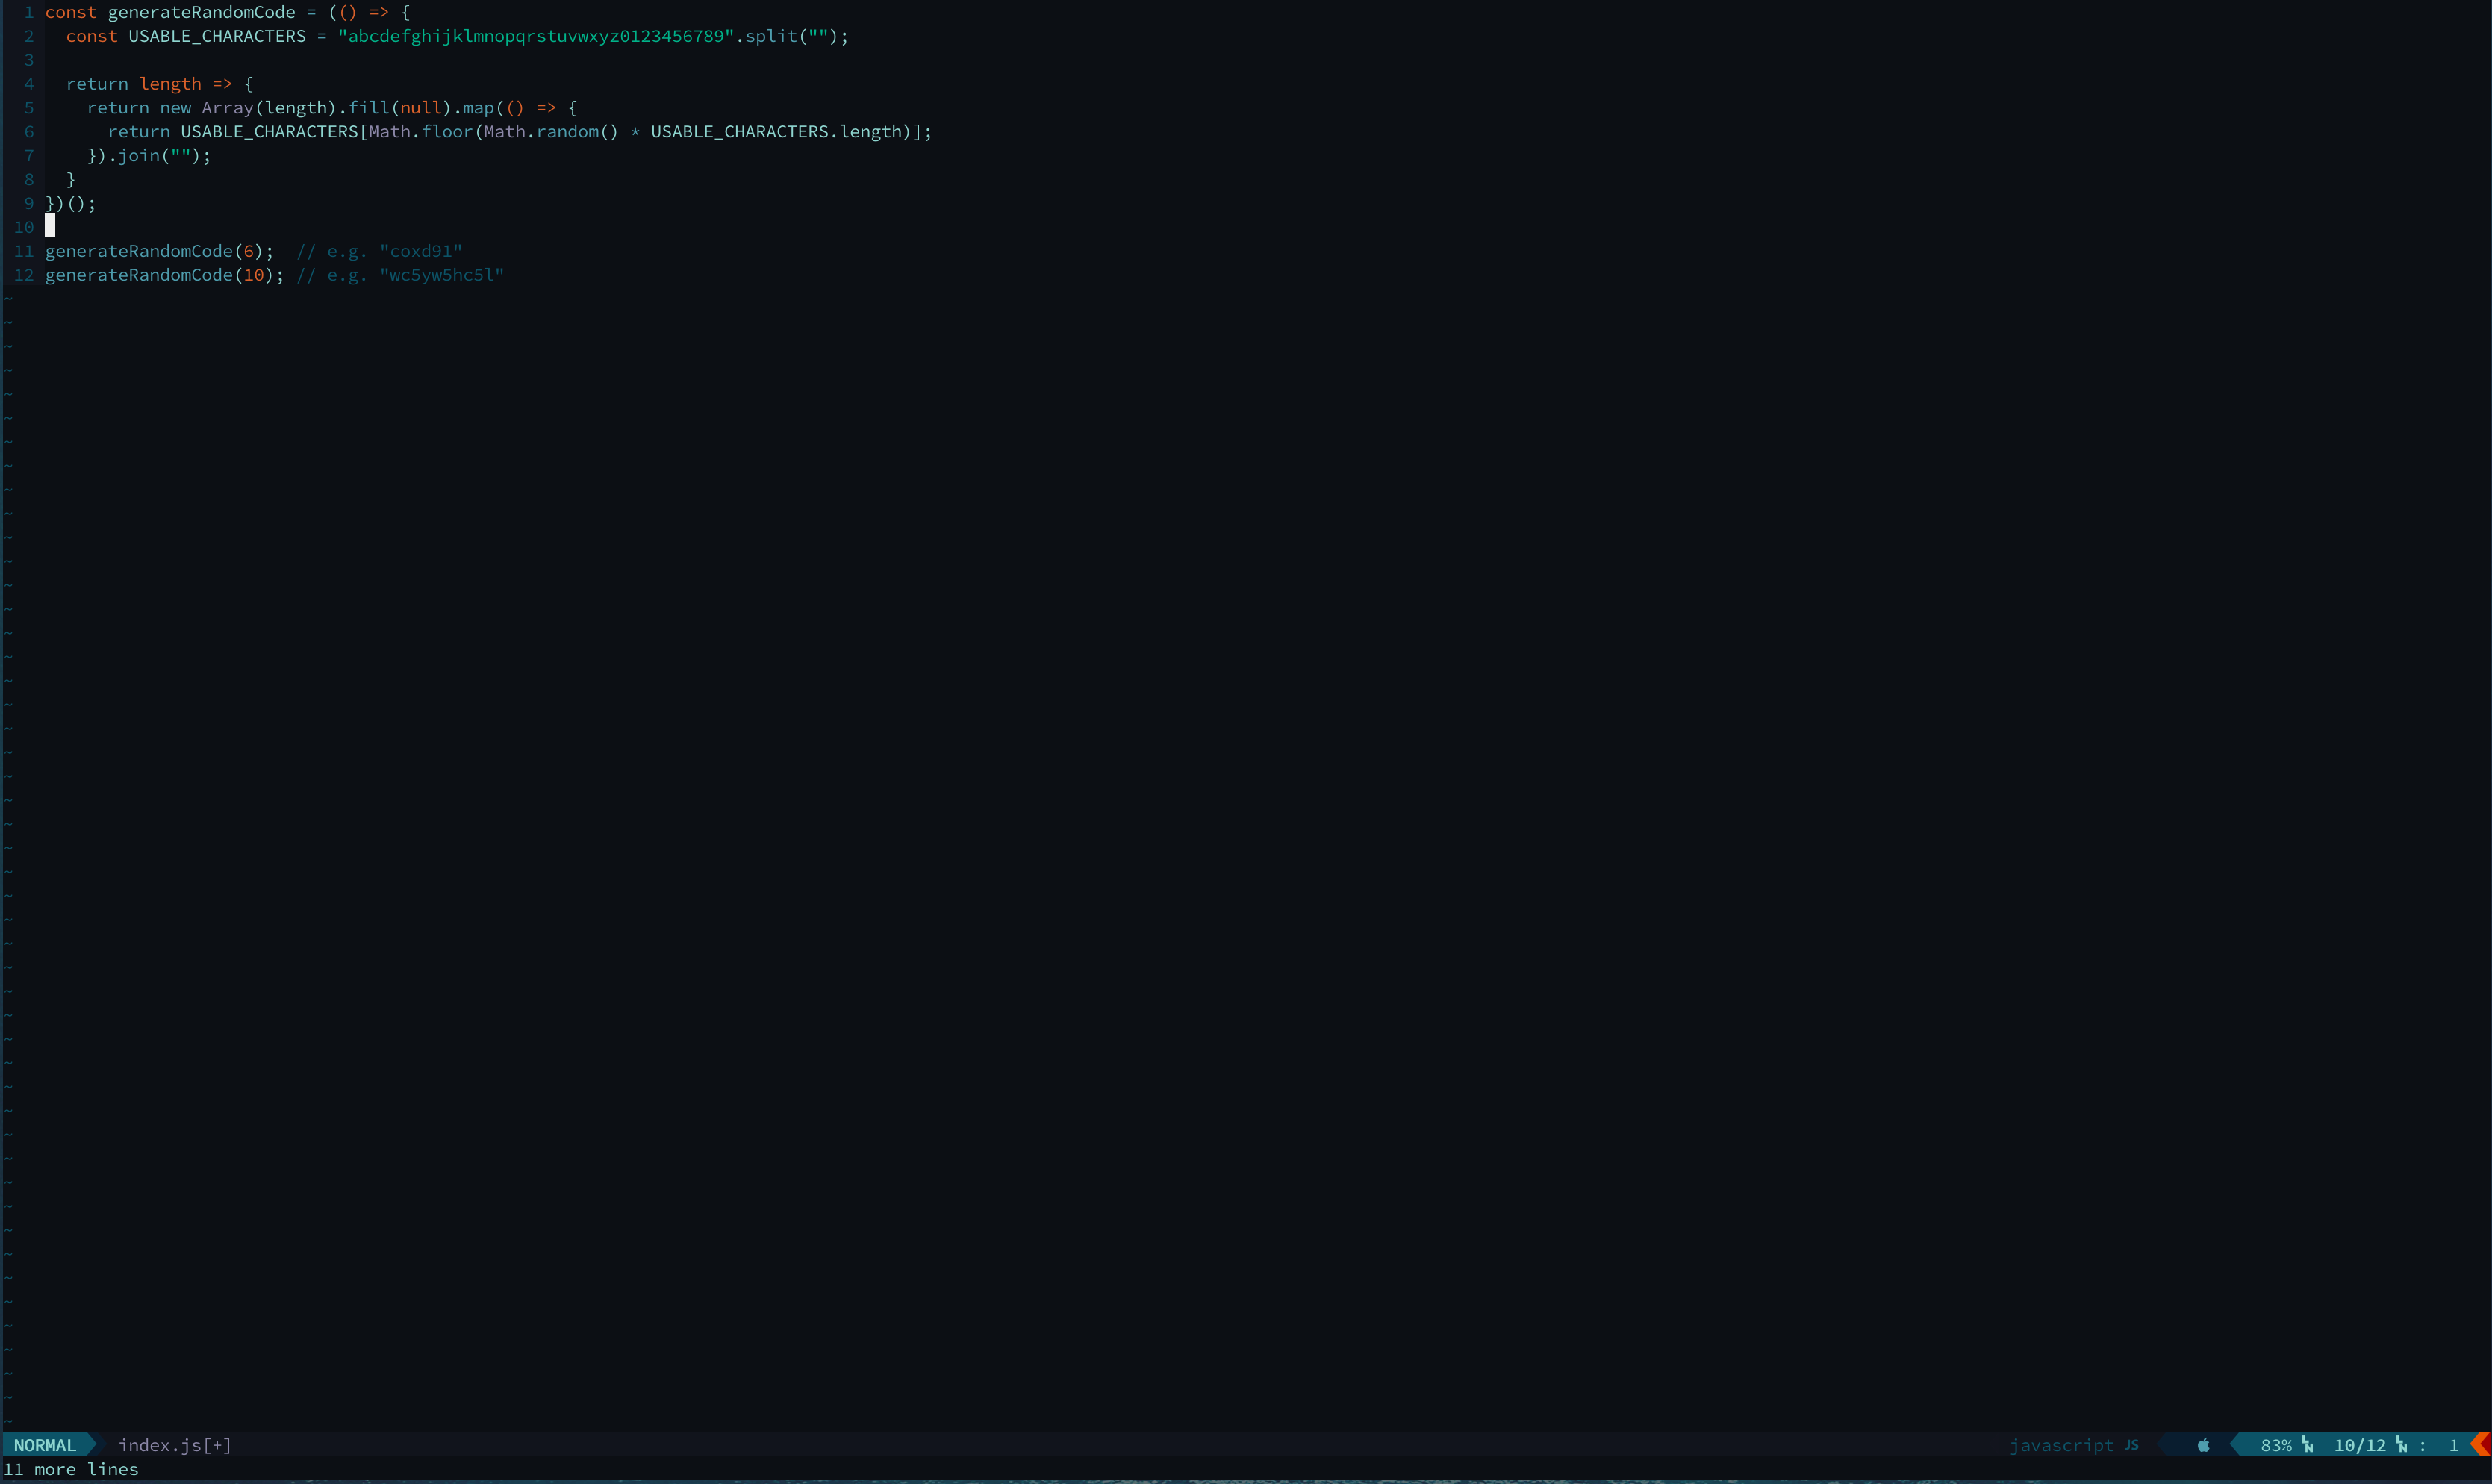 1 const generateRandomCode = (() => {
2   const USABLE_CHARACTERS = "abcdefghijklmnopqrstuvwxyz0123456789".split("");
3
4   return length => {
5     return new Array(length).fill(null).map(() => {
6       return USABLE_CHARACTERS[Math.floor(Math.random() * USABLE_CHARACTERS.length)];
7     }).join("");
8   }
9 })();
10
11 generateRandomCode(6);  // e.g. "coxd91"
12 generateRandomCode(10); // e.g. "wc5yw5hc5l"
NORMAL index.js[+] javascript JS 83% 10/12 : 1
11 more lines